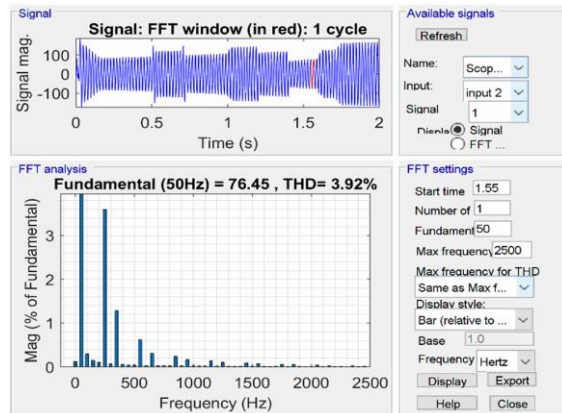 Signal
Signal: FFT window (in red): 1 cycle
Signal mag.
100
0
-100
0
0.5
1
1.5
2
Time (s)
FFT analysis
Fundamental (50Hz) = 76.45 , THD= 3.92%
Mag (% of Fundamental)
3
2
1
0
0
500
1000
1500
2000
2500
Frequency (Hz)
Available signals
Refresh
Name:
Scop...
Input:
input 2
Signal
1
Displa
Signal
FFT ...
FFT settings
Start time
1.55
Number of
1
Fundament
50
Max frequency
2500
Max frequency for THD
Same as Max f...
Display style:
Bar (relative to ...
Base
1.0
Frequency
Hertz
Display
Export
Help
Close